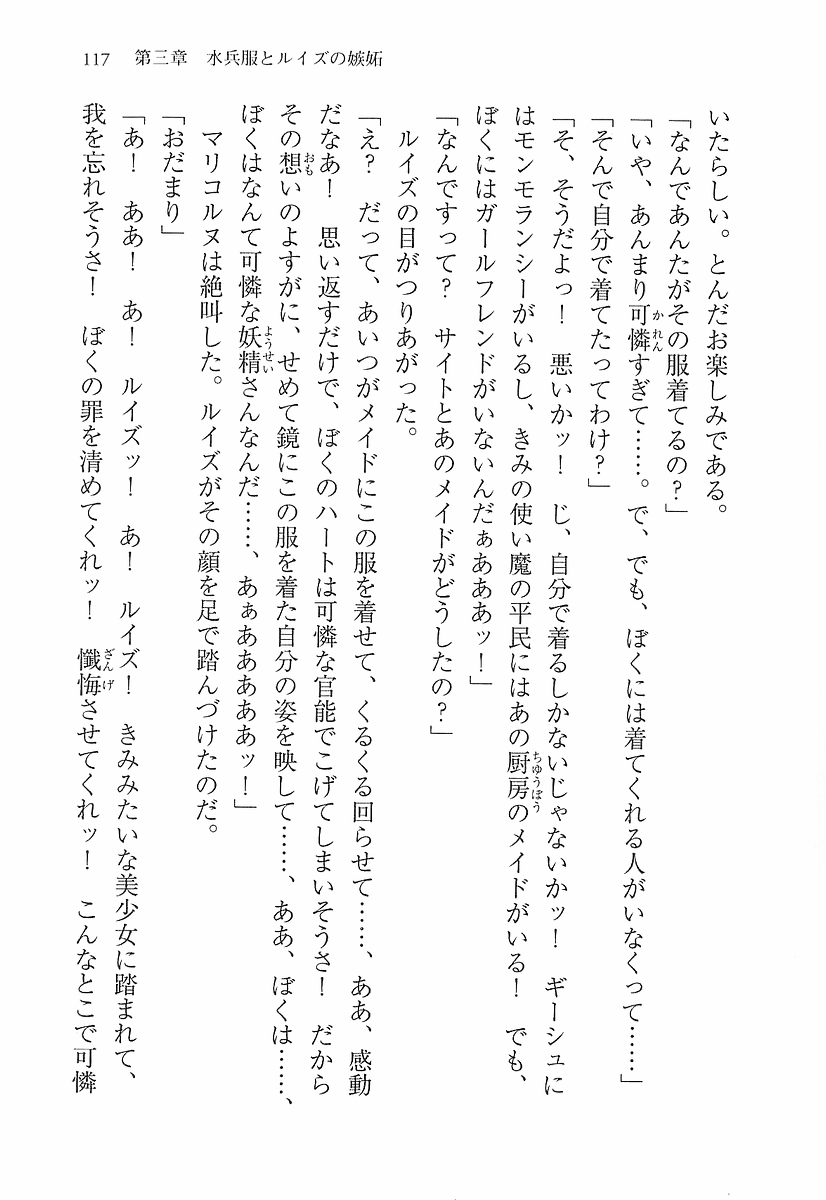 117　第三章　水兵服とルイズの嫉妬
いたらしい。とんだお楽しみである。
「なんであんたがその服着てるの？」
「いや、あんまり可憐すぎて……。で、でも、ぼくには着てくれる人がいなくって……」
「そんで自分で着てたってわけ？」
「そ、そうだよっ！　悪いかッ！　じ、自分で着るしかないじゃないかッ！　ギーシュに
はモンモランシーがいるし、きみの使い魔の平民にはあの厨房のメイドがいる！　でも、
ぼくにはガールフレンドがいないんだぁあああッ！」
「なんですって？　サイトとあのメイドがどうしたの？」
　ルイズの目がつりあがった。
「え？　だって、あいつがメイドにこの服を着せて、くるくる回らせて……、ああ、感動
だなあ！　思い返すだけで、ぼくのハートは可憐な官能でこげてしまいそうさ！　だから
その想いのよすがに、せめて鏡にこの服を着た自分の姿を映して……、ああ、ぼくは……、
ぼくはなんて可憐な妖精さんなんだ……、あぁああああああッ！」
　マリコルヌは絶叫した。ルイズがその顔を足で踏んづけたのだ。
「おだまり」
「あ！　ああ！　あ！　ルイズッ！　あ！　ルイズ！　きみみたいな美少女に踏まれて、
我を忘れそうさ！　ぼくの罪を清めてくれッ！　懺悔させてくれッ！　こんなとこで可憐